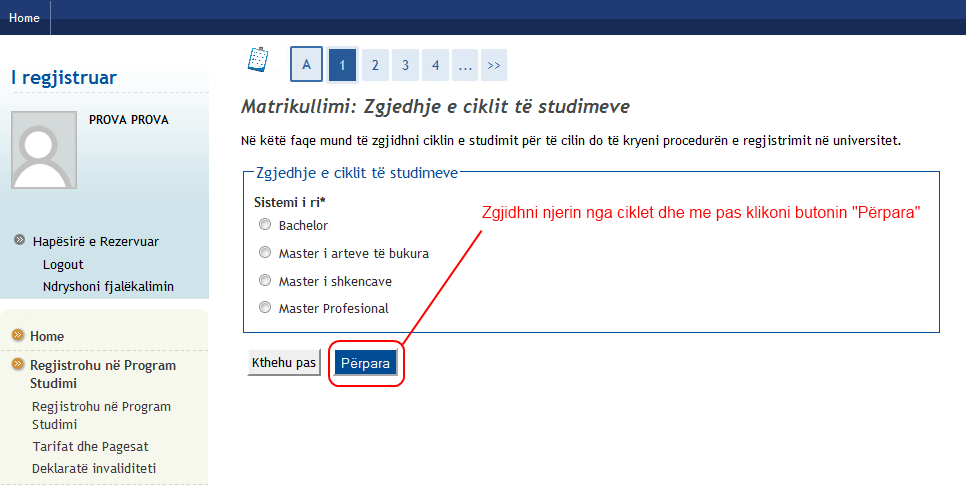 Home
I regjistruar
PROVA PROVA
Hapësirë e Rezervuar
Logout
Ndryshoni fjalëkalimin
Home
Regjistrohu në Program
Studimi
Regjistrohu në Program
Studimi
Tarifat dhe Pagesat
Deklaratë invaliditeti
A 1 2 3 4 ... >>
Matrikullimi: Zgjedhje e ciklit të studimeve
Në këtë faqe mund të zgjidhni ciklin e studimit për të cilin do të kryeni procedurën e regjistrimit në universitet.
Zgjedhje e ciklit të studimeve
Sistemi i ri*
Zgjidhni njerin nga ciklet dhe me pas klikoni butonin "Përpara"
Bachelor
Master i arteve të bukura
Master i shkencave
Master Profesional
Kthehu pas Përpara